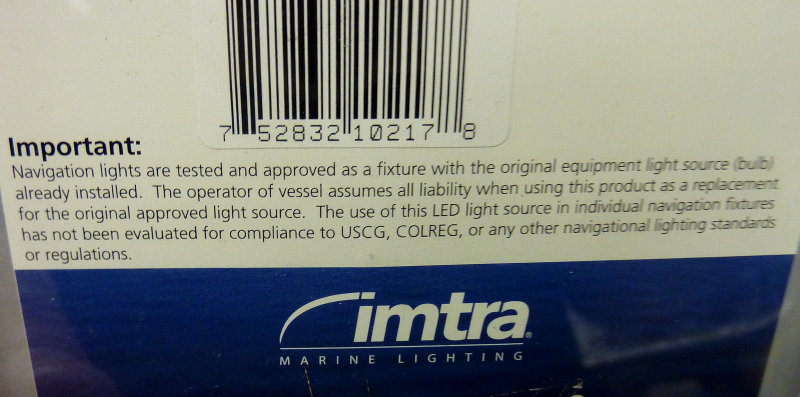 7 52832 10217 8
Important:
Navigation lights are tested and approved as a fixture with the original equipment light source (bulb)
already installed. The operator of vessel assumes all liability when using this product as a replacement
for the original approved light source. The use of this LED light source in individual navigation fixtures
has not been evaluated for compliance to USCG, COLREG, or any other navigational lighting standards
or regulations.
imtra®
MARINE LIGHTING